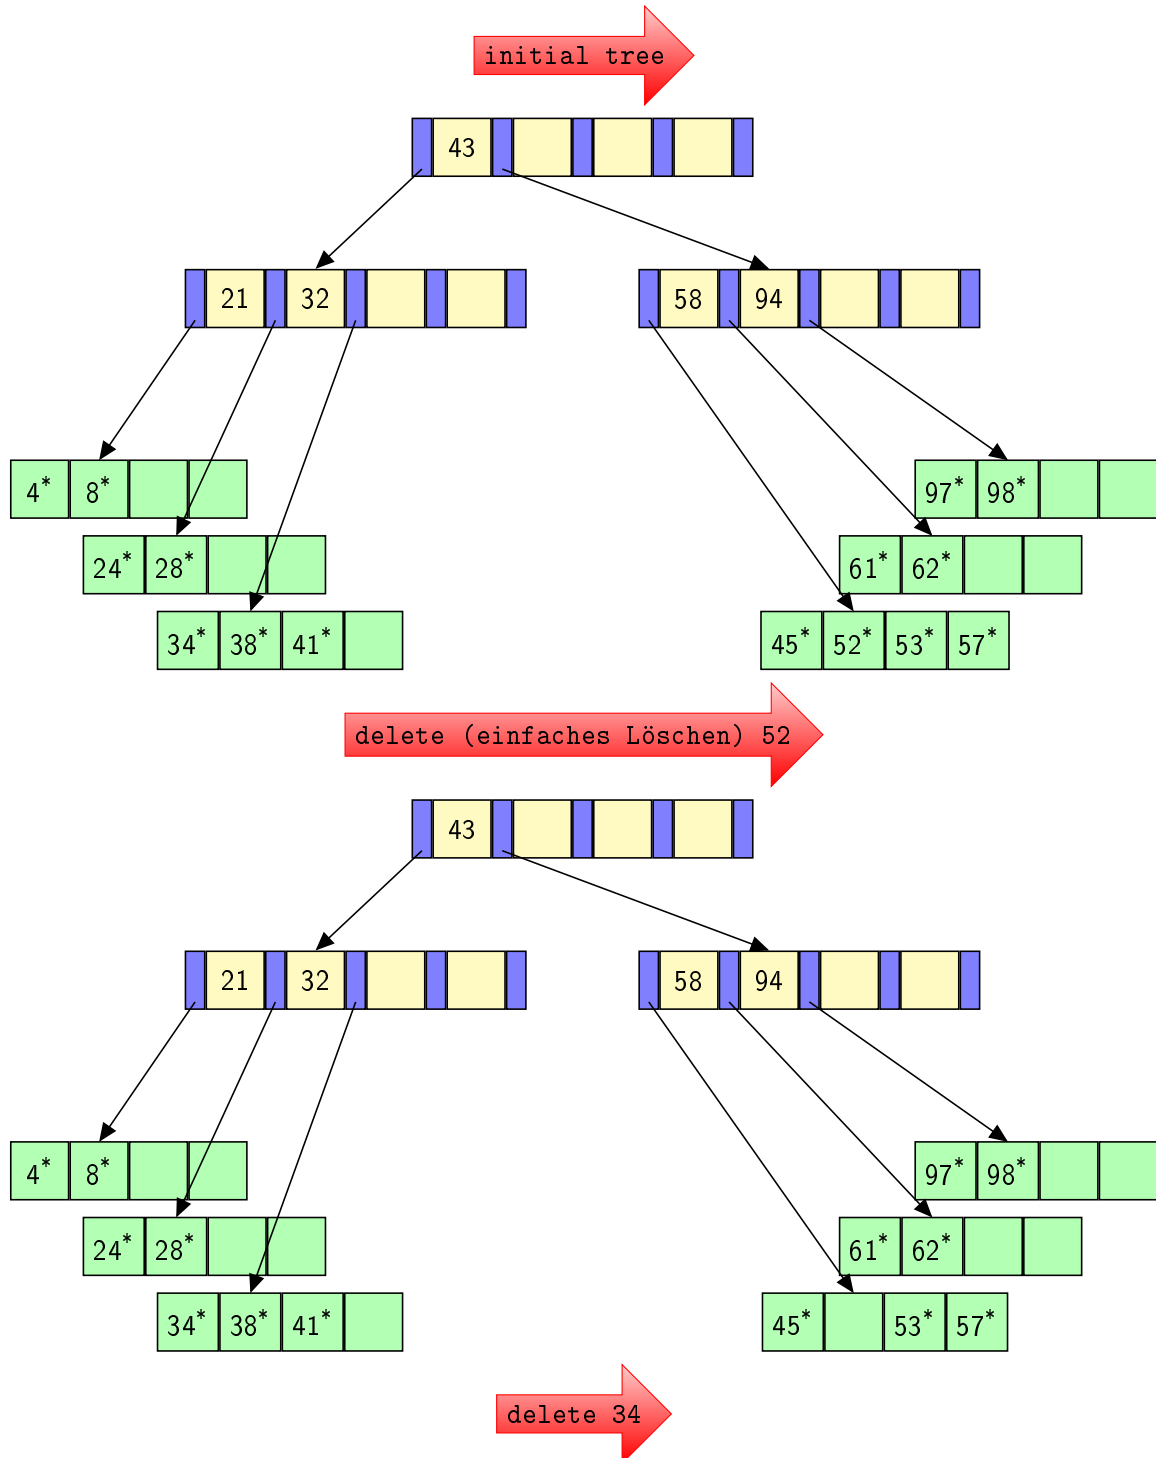 initial tree
43
21 32
58 94
4* 8*
97* 98*
24* 28*
61* 62*
34* 38* 41*
45* 52* 53* 57*
delete (einfaches Löschen) 52
43
21 32
58 94
4* 8*
97* 98*
24* 28*
61* 62*
34* 38* 41*
45* 53* 57*
delete 34